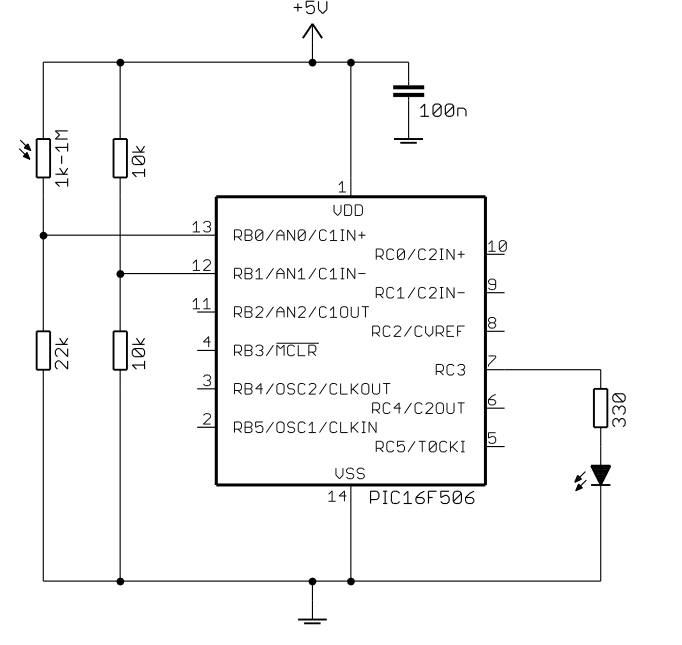 +5V
100n
1k-1M
10k
1
VDD
13
RB0/AN0/C1IN+
RC0/C2IN+
10
12
RB1/AN1/C1IN-
RC1/C2IN-
9
11
RB2/AN2/C1OUT
RC2/CVREF
8
4
RB3/MCLR
RC3
7
22k
10k
3
RB4/OSC2/CLKOUT
RC4/C2OUT
6
330
2
RB5/OSC1/CLKIN
RC5/T0CKI
5
VSS
14
PIC16F506